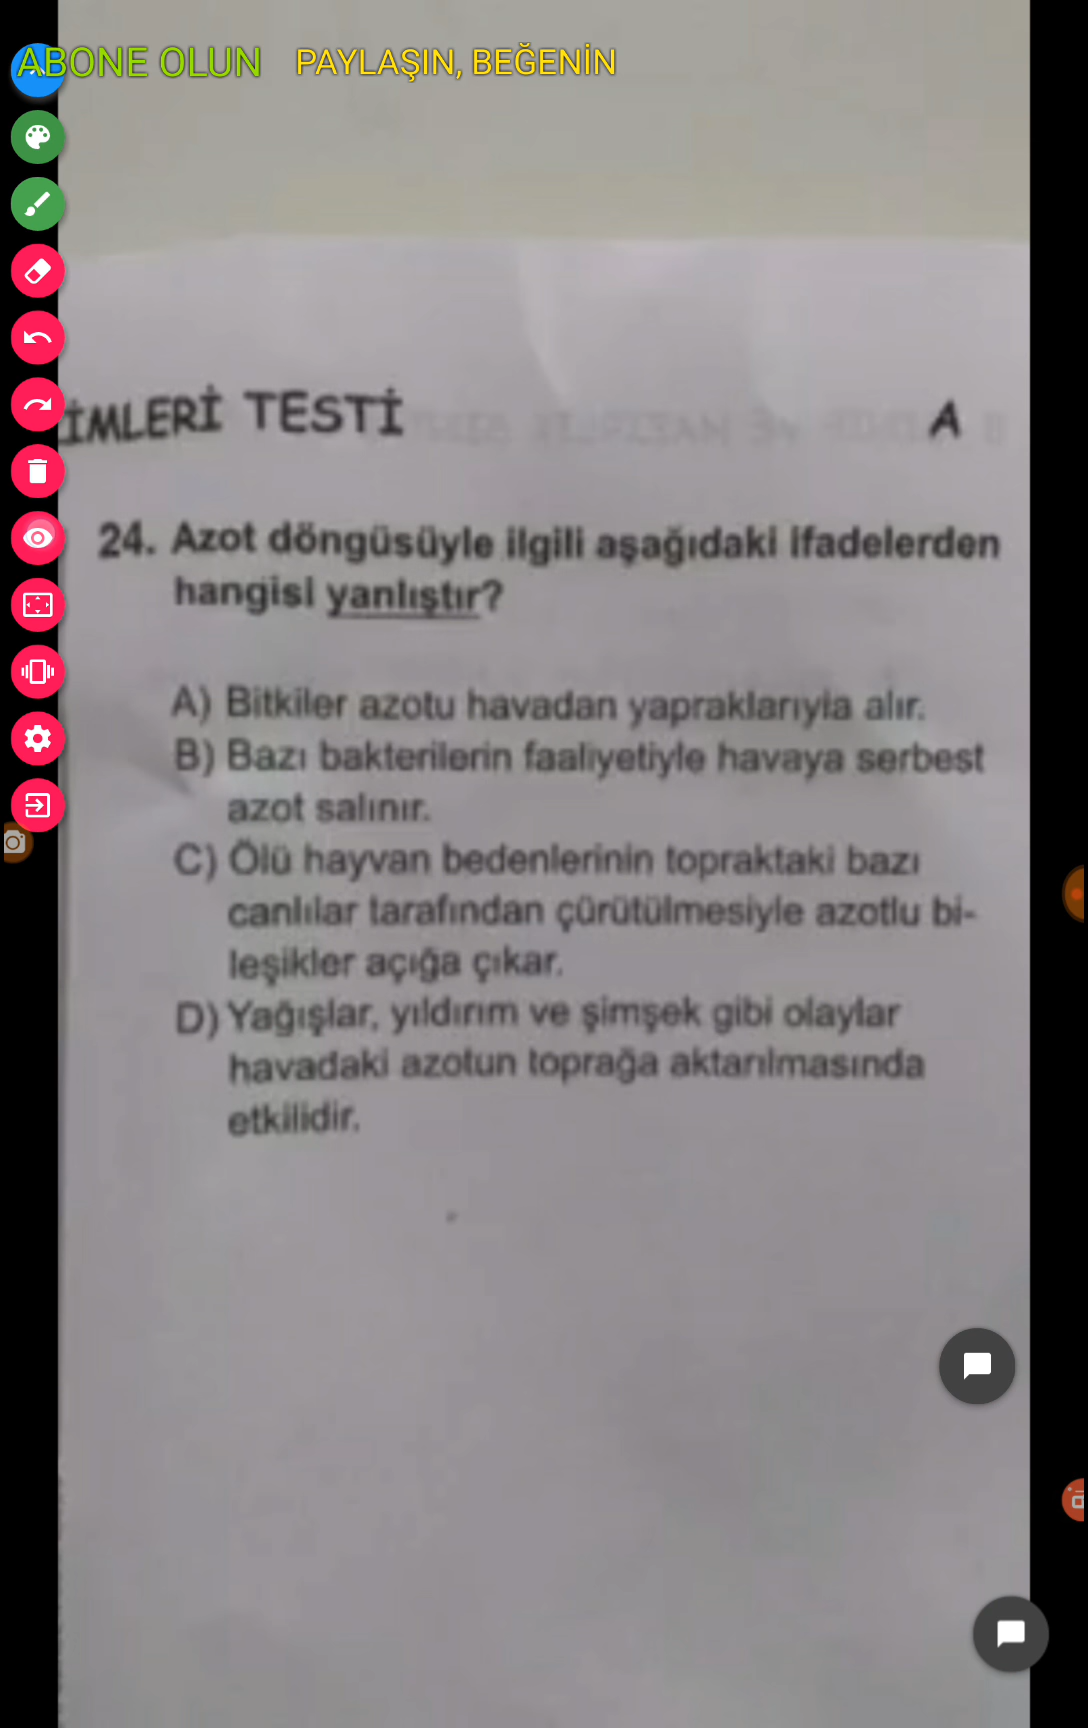 ABONE OLUN PAYLAŞIN, BEĞENİN
İMLERİ TESTİ A
24. Azot döngüsüyle ilgili aşağıdaki ifadelerden
hangisi yanlıştır?
A) Bitkiler azotu havadan yapraklarıyla alır.
B) Bazı bakterilerin faaliyetiyle havaya serbest
azot salınır.
C) Ölü hayvan bedenlerinin topraktaki bazı
canlılar tarafından çürütülmesiyle azotlu bi-
leşikler açığa çıkar.
D) Yağışlar, yıldırım ve şimşek gibi olaylar
havadaki azotun toprağa aktarılmasında
etkilidir.